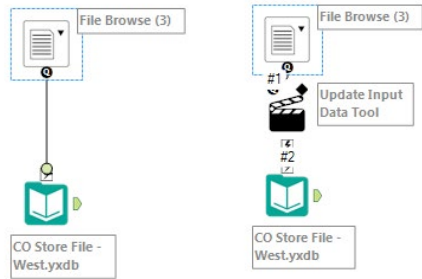 File Browse (3)
CO Store File -
West.yxdb
File Browse (3)
#1
Update Input
Data Tool
#2
CO Store File -
West.yxdb